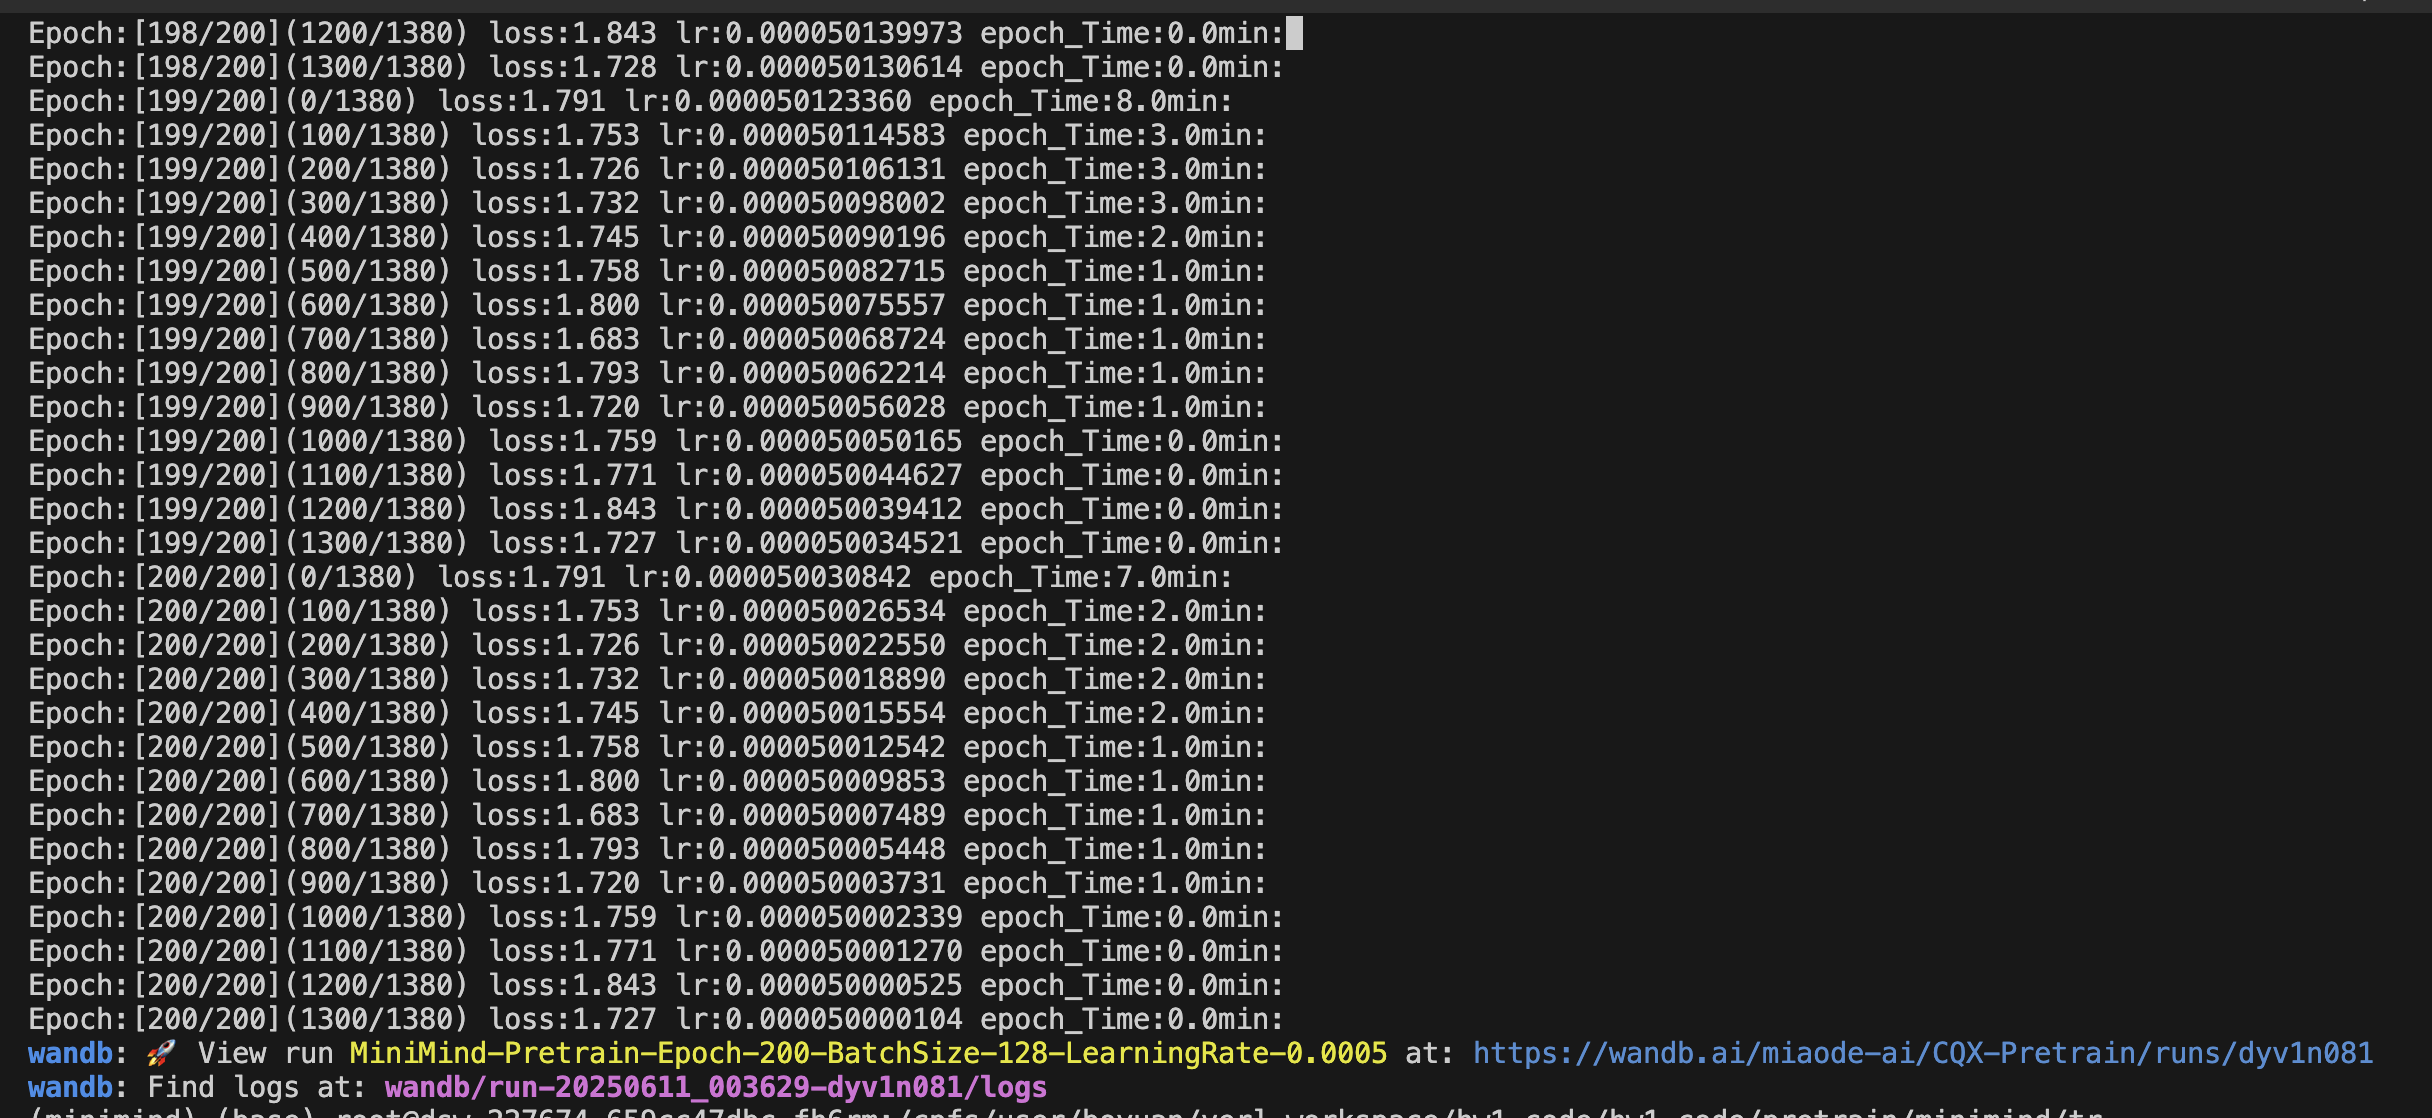 Epoch:[198/200](1200/1380) loss:1.843 lr:0.000050139973 epoch_Time:0.0min:
Epoch:[198/200](1300/1380) loss:1.728 lr:0.000050130614 epoch_Time:0.0min:
Epoch:[199/200](0/1380) loss:1.791 lr:0.000050123360 epoch_Time:8.0min:
Epoch:[199/200](100/1380) loss:1.753 lr:0.000050114583 epoch_Time:3.0min:
Epoch:[199/200](200/1380) loss:1.726 lr:0.000050106131 epoch_Time:3.0min:
Epoch:[199/200](300/1380) loss:1.732 lr:0.000050098002 epoch_Time:3.0min:
Epoch:[199/200](400/1380) loss:1.745 lr:0.000050090196 epoch_Time:2.0min:
Epoch:[199/200](500/1380) loss:1.758 lr:0.000050082715 epoch_Time:1.0min:
Epoch:[199/200](600/1380) loss:1.800 lr:0.000050075557 epoch_Time:1.0min:
Epoch:[199/200](700/1380) loss:1.683 lr:0.000050068724 epoch_Time:1.0min:
Epoch:[199/200](800/1380) loss:1.793 lr:0.000050062214 epoch_Time:1.0min:
Epoch:[199/200](900/1380) loss:1.720 lr:0.000050056028 epoch_Time:1.0min:
Epoch:[199/200](1000/1380) loss:1.759 lr:0.000050050165 epoch_Time:0.0min:
Epoch:[199/200](1100/1380) loss:1.771 lr:0.000050044627 epoch_Time:0.0min:
Epoch:[199/200](1200/1380) loss:1.843 lr:0.000050039412 epoch_Time:0.0min:
Epoch:[199/200](1300/1380) loss:1.727 lr:0.000050034521 epoch_Time:0.0min:
Epoch:[200/200](0/1380) loss:1.791 lr:0.000050030842 epoch_Time:7.0min:
Epoch:[200/200](100/1380) loss:1.753 lr:0.000050026534 epoch_Time:2.0min:
Epoch:[200/200](200/1380) loss:1.726 lr:0.000050022550 epoch_Time:2.0min:
Epoch:[200/200](300/1380) loss:1.732 lr:0.000050018890 epoch_Time:2.0min:
Epoch:[200/200](400/1380) loss:1.745 lr:0.000050015554 epoch_Time:2.0min:
Epoch:[200/200](500/1380) loss:1.758 lr:0.000050012542 epoch_Time:1.0min:
Epoch:[200/200](600/1380) loss:1.800 lr:0.000050009853 epoch_Time:1.0min:
Epoch:[200/200](700/1380) loss:1.683 lr:0.000050007489 epoch_Time:1.0min:
Epoch:[200/200](800/1380) loss:1.793 lr:0.000050005448 epoch_Time:1.0min:
Epoch:[200/200](900/1380) loss:1.720 lr:0.000050003731 epoch_Time:1.0min:
Epoch:[200/200](1000/1380) loss:1.759 lr:0.000050002339 epoch_Time:0.0min:
Epoch:[200/200](1100/1380) loss:1.771 lr:0.000050001270 epoch_Time:0.0min:
Epoch:[200/200](1200/1380) loss:1.843 lr:0.000050000525 epoch_Time:0.0min:
Epoch:[200/200](1300/1380) loss:1.727 lr:0.000050000104 epoch_Time:0.0min:
wandb: 🚀 View run MiniMind-Pretrain-Epoch-200-BatchSize-128-LearningRate-0.0005 at: https://wandb.ai/miaode-ai/CQX-Pretrain/runs/dyv1n081
wandb: Find logs at: wandb/run-20250611_003629-dyv1n081/logs
(minimind) (base)